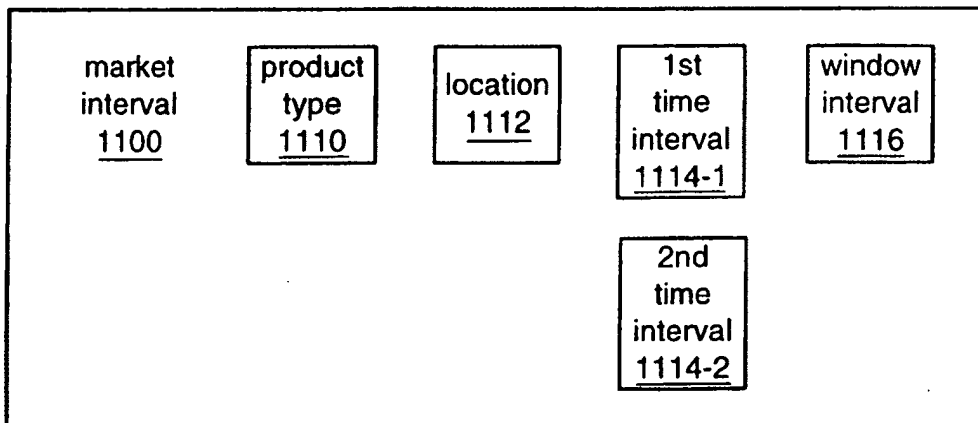 market
interval
1100
product
type
1110
location
1112
1st
time
interval
1114-1
window
interval
1116
2nd
time
interval
1114-2